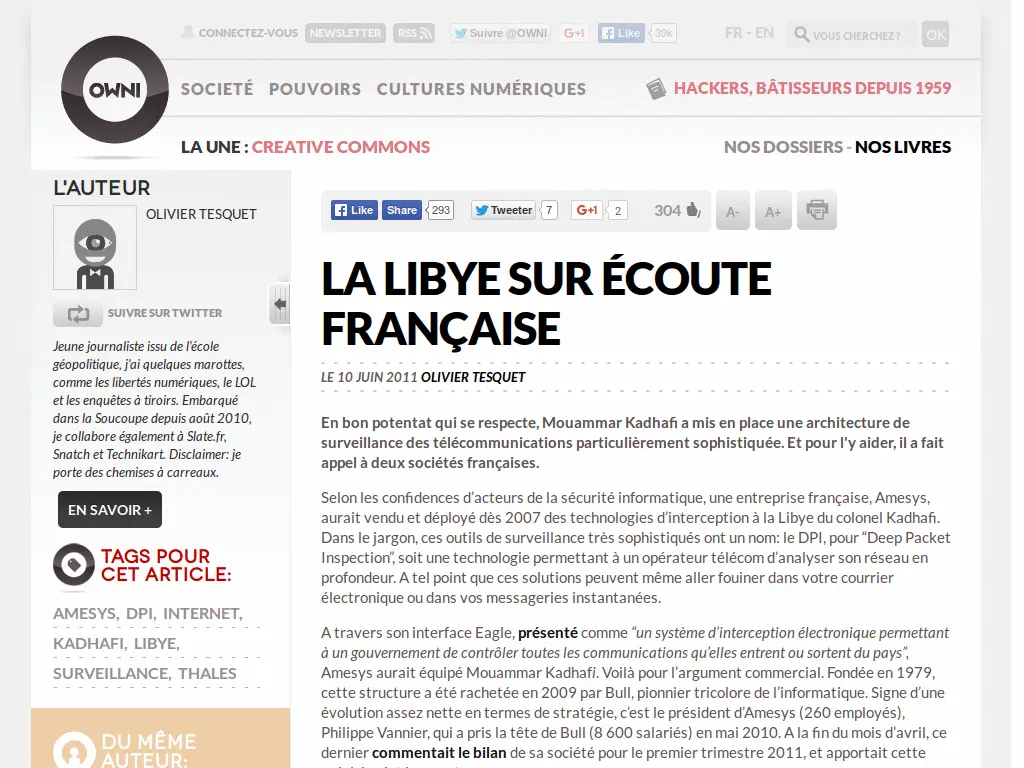 CONNECTEZ-VOUS NEWSLETTER RSS Suivre @OWNI G+1 Like 39k FR - EN VOUS CHERCHEZ ? OK
OWNI
SOCIETÉ POUVOIRS CULTURES NUMÉRIQUES HACKERS, BÂTISSEURS DEPUIS 1959
LA UNE : CREATIVE COMMONS NOS DOSSIERS - NOS LIVRES
L'AUTEUR
OLIVIER TESQUET
SUIVRE SUR TWITTER
Jeune journaliste issu de l'école
géopolitique, j'ai quelques marottes,
comme les libertés numériques, le LOL
et les enquêtes à tiroirs. Embarqué
dans la Soucoupe depuis août 2010,
je collabore également à Slate.fr,
Snatch et Technikart. Disclaimer: je
porte des chemises à carreaux.
EN SAVOIR +
TAGS POUR
CET ARTICLE:
AMESYS, DPI, INTERNET,
KADHAFI, LIBYE,
SURVEILLANCE, THALES
DU MÊME
AUTEUR:
Like Share 293 Tweeter 7 G+1 2 304 A- A+
LA LIBYE SUR ÉCOUTE
FRANÇAISE
LE 10 JUIN 2011 OLIVIER TESQUET
En bon potentat qui se respecte, Mouammar Kadhafi a mis en place une architecture de
surveillance des télécommunications particulièrement sophistiquée. Et pour l'y aider, il a fait
appel à deux sociétés françaises.
Selon les confidences d’acteurs de la sécurité informatique, une entreprise française, Amesys,
aurait vendu et déployé dès 2007 des technologies d’interception à la Libye du colonel Kadhafi.
Dans le jargon, ces outils de surveillance très sophistiqués ont un nom: le DPI, pour “Deep Packet
Inspection”, soit une technologie permettant à un opérateur télécom d’analyser son réseau en
profondeur. A tel point que ces solutions peuvent même aller fouiner dans votre courrier
électronique ou dans vos messageries instantanées.
A travers son interface Eagle, présenté comme “un système d’interception électronique permettant
à un gouvernement de contrôler toutes les communications qu’elles entrent ou sortent du pays”,
Amesys aurait équipé Mouammar Kadhafi. Voilà pour l’argument commercial. Fondée en 1979,
cette structure a été rachetée en 2009 par Bull, pionnier tricolore de l’informatique. Signe d’une
évolution assez nette en termes de stratégie, c’est le président d’Amesys (260 employés),
Philippe Vannier, qui a pris la tête de Bull (8 600 salariés) en mai 2010. A la fin du mois d’avril, ce
dernier commentait le bilan de sa société pour le premier trimestre 2011, et apportait cette